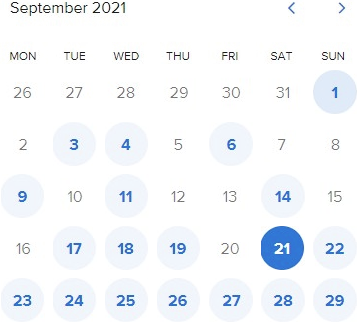 September 2021
MON TUE WED THU FRI SAT SUN
26 27 28 29 30 31 1
2 3 4 5 6 7 8
9 10 11 12 13 14 15
16 17 18 19 20 21 22
23 24 25 26 27 28 29